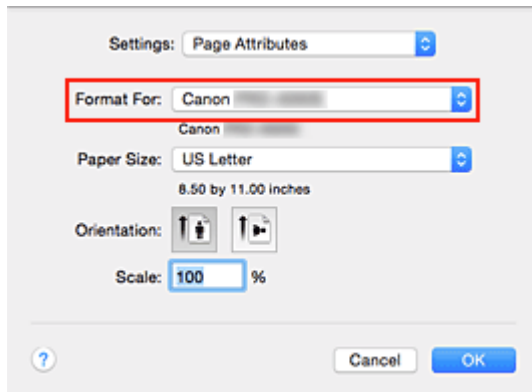 Settings: Page Attributes
Format For: Canon
Canon
Paper Size: US Letter
8.50 by 11.00 inches
Orientation:
Scale: 100 %
? Cancel OK